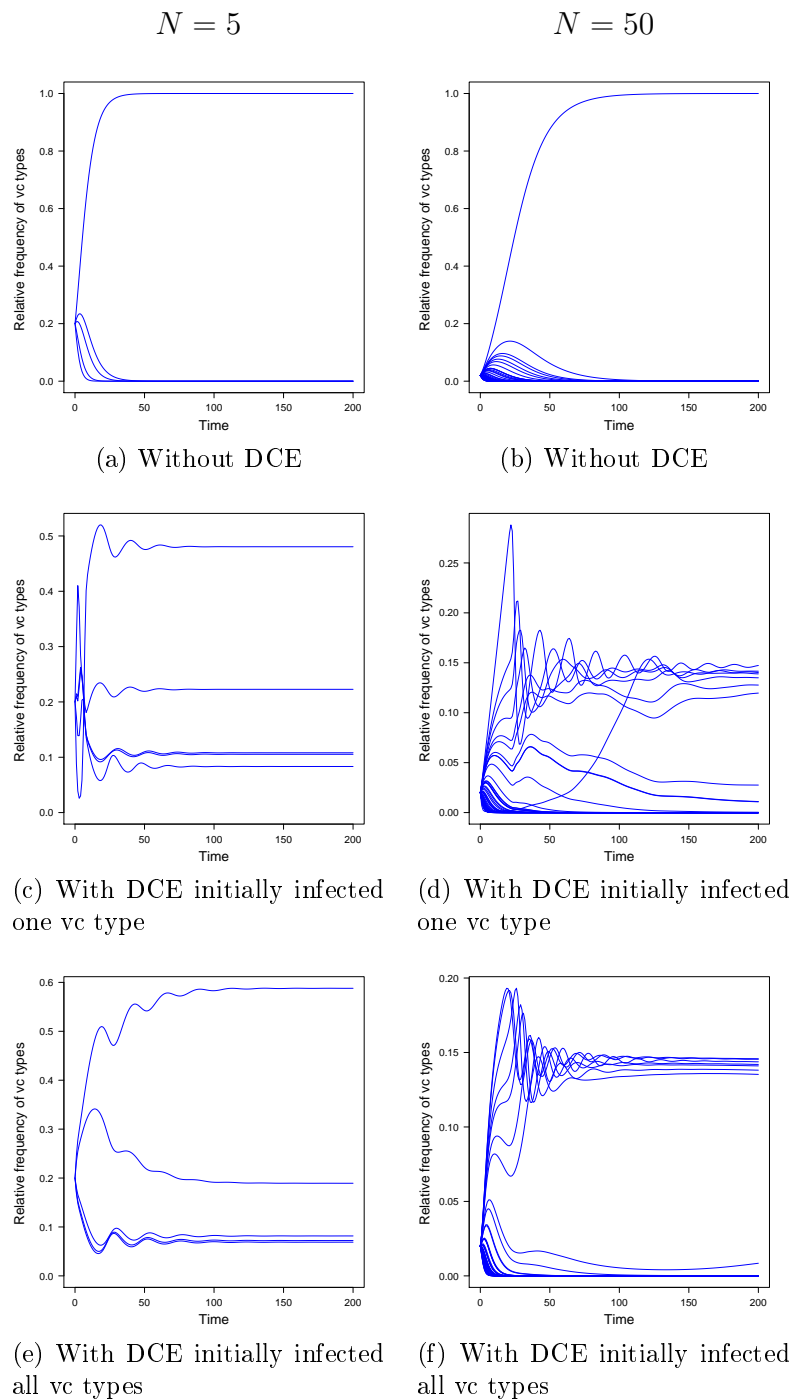 N = 5
N = 50
Relative frequency of vc types
1.0
0.8
0.6
0.4
0.2
0.0
0 50 100 150 200
Time
(a) Without DCE
Relative frequency of vc types
1.0
0.8
0.6
0.4
0.2
0.0
0 50 100 150 200
Time
(b) Without DCE
Relative frequency of vc types
0.5
0.4
0.3
0.2
0.1
0.0
0 50 100 150 200
Time
(c) With DCE initially infected
one vc type
Relative frequency of vc types
0.25
0.20
0.15
0.10
0.05
0.00
0 50 100 150 200
Time
(d) With DCE initially infected
one vc type
Relative frequency of vc types
0.6
0.5
0.4
0.3
0.2
0.1
0.0
0 50 100 150 200
Time
(e) With DCE initially infected
all vc types
Relative frequency of vc types
0.20
0.15
0.10
0.05
0.00
0 50 100 150 200
Time
(f) With DCE initially infected
all vc types